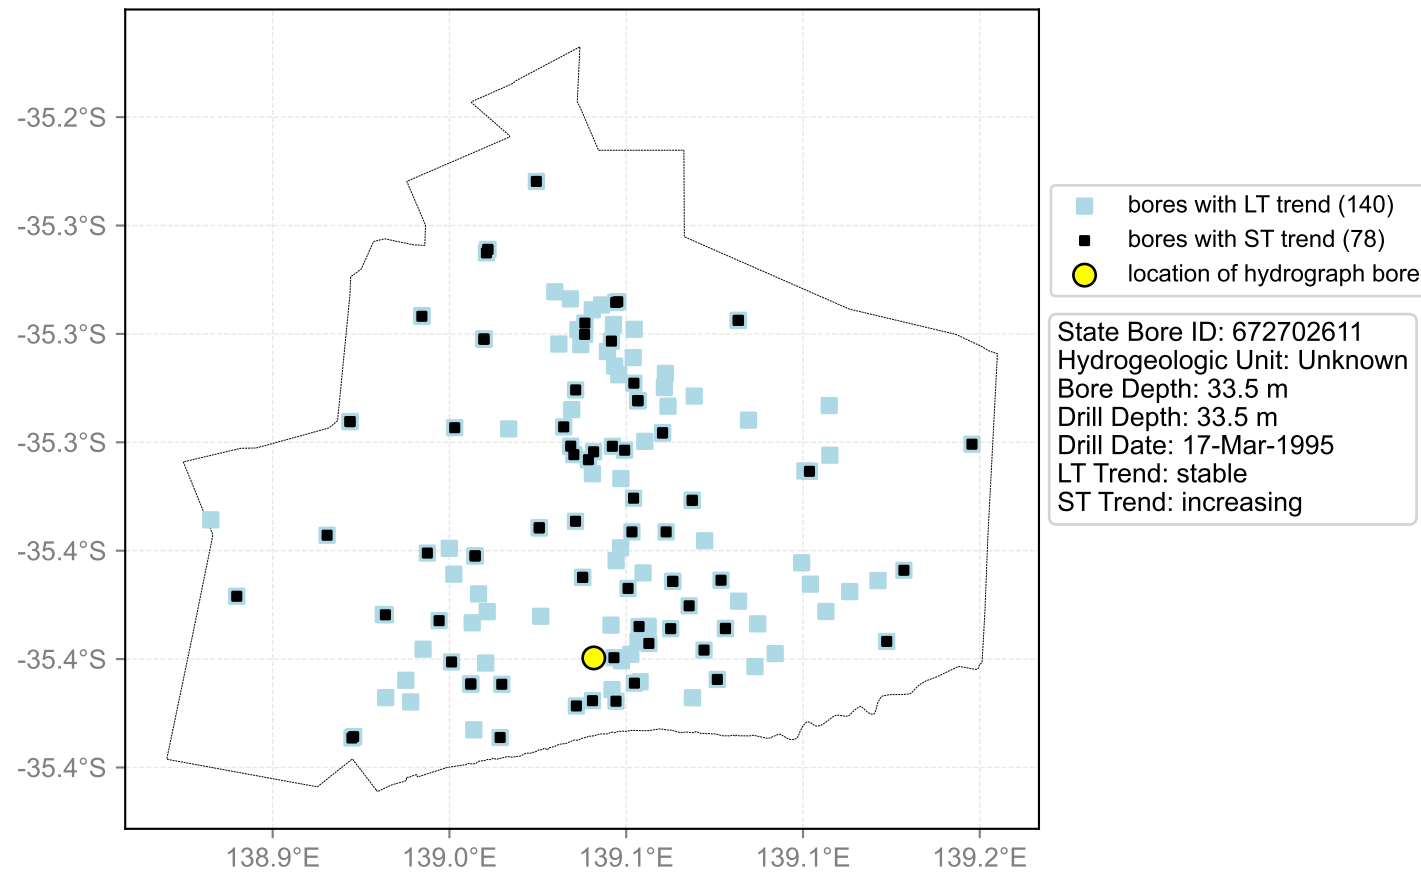 -35.2°S
-35.3°S
-35.3°S
-35.3°S
-35.4°S
-35.4°S
-35.4°S
138.9°E 139.0°E 139.1°E 139.1°E 139.2°E
bores with LT trend (140)
bores with ST trend (78)
location of hydrograph bore
State Bore ID: 672702611
Hydrogeologic Unit: Unknown
Bore Depth: 33.5 m
Drill Depth: 33.5 m
Drill Date: 17-Mar-1995
LT Trend: stable
ST Trend: increasing